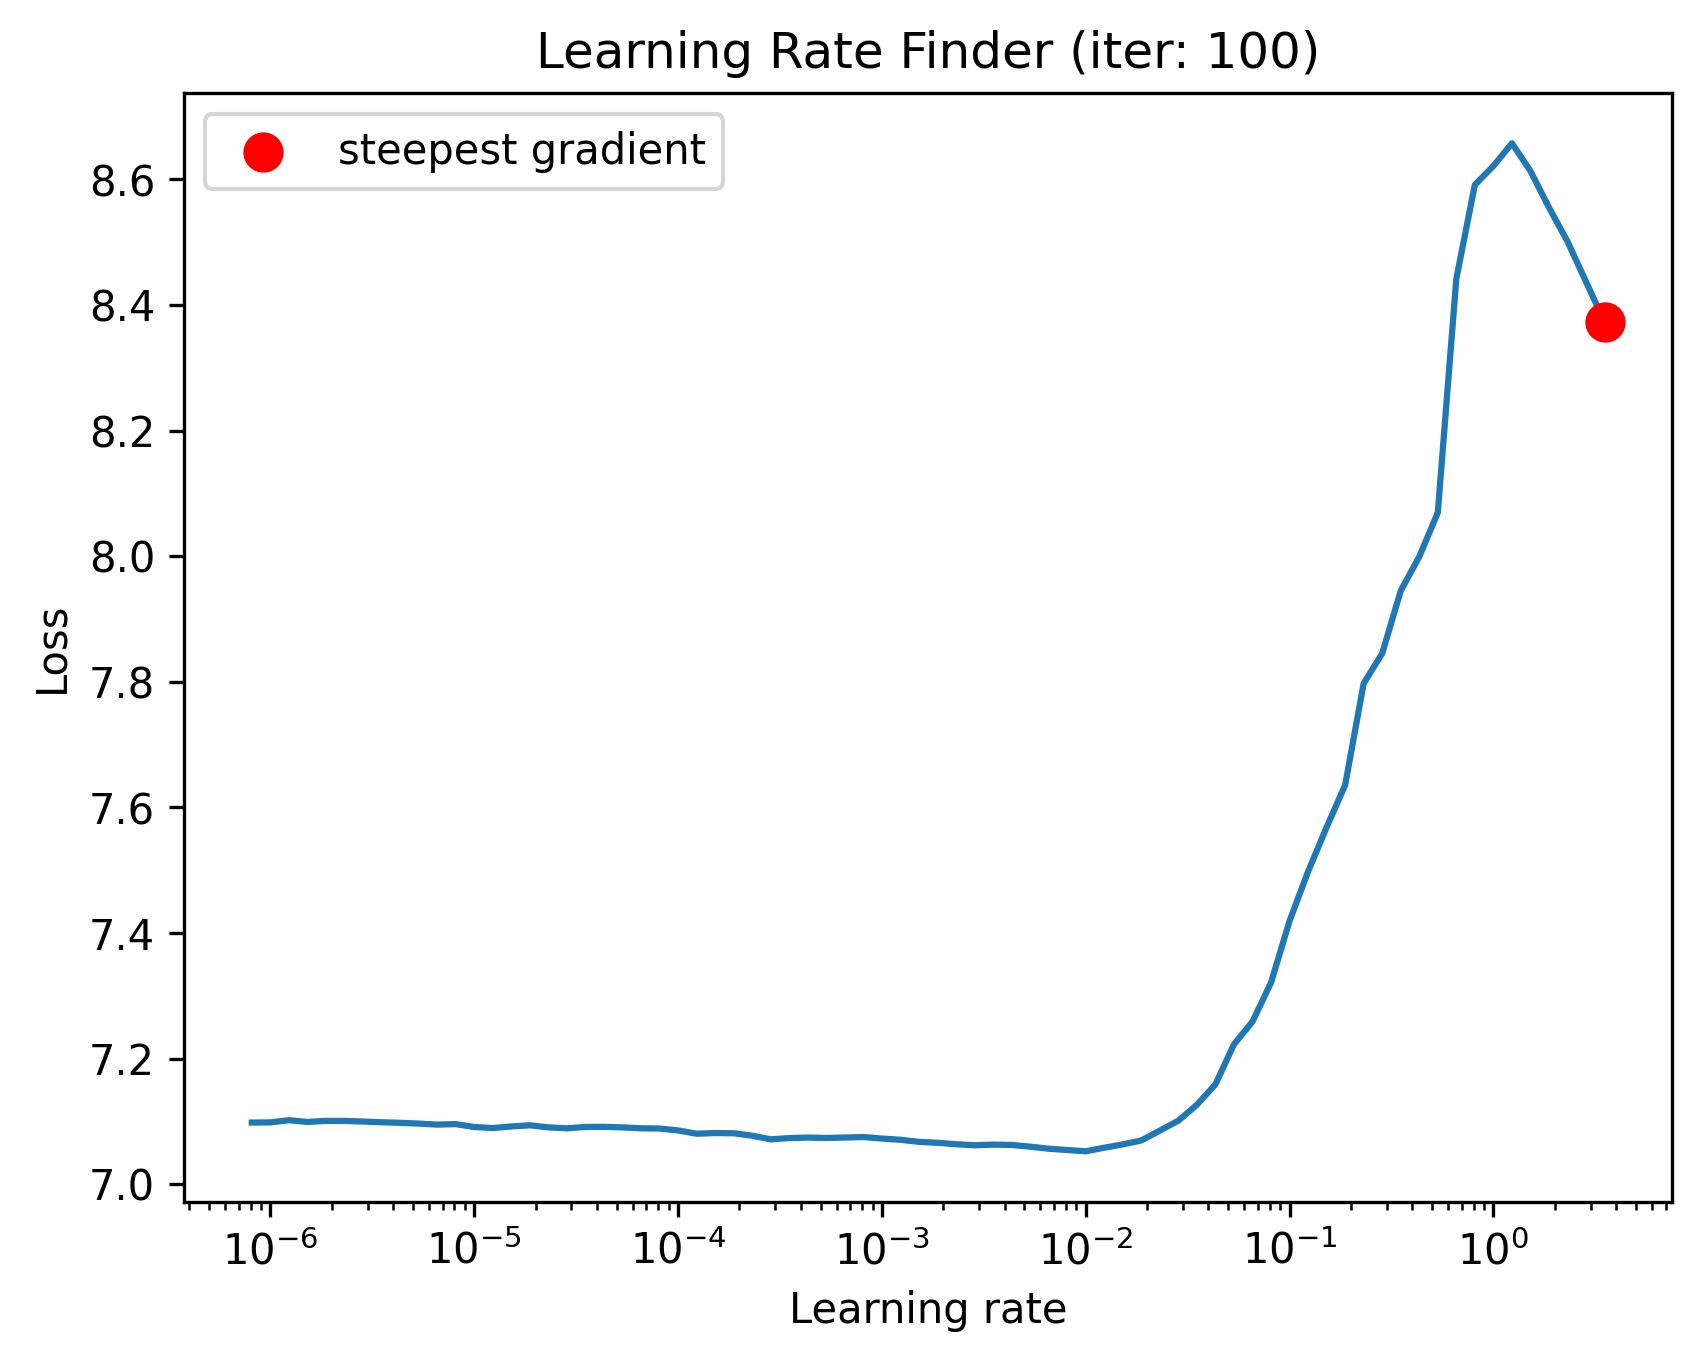 Learning Rate Finder (iter: 100)
steepest gradient
8.6
8.4
8.2
8.0
7.8
7.6
7.4
7.2
7.0
Loss
10⁻⁶ 10⁻⁵ 10⁻⁴ 10⁻³ 10⁻² 10⁻¹ 10⁰
Learning rate